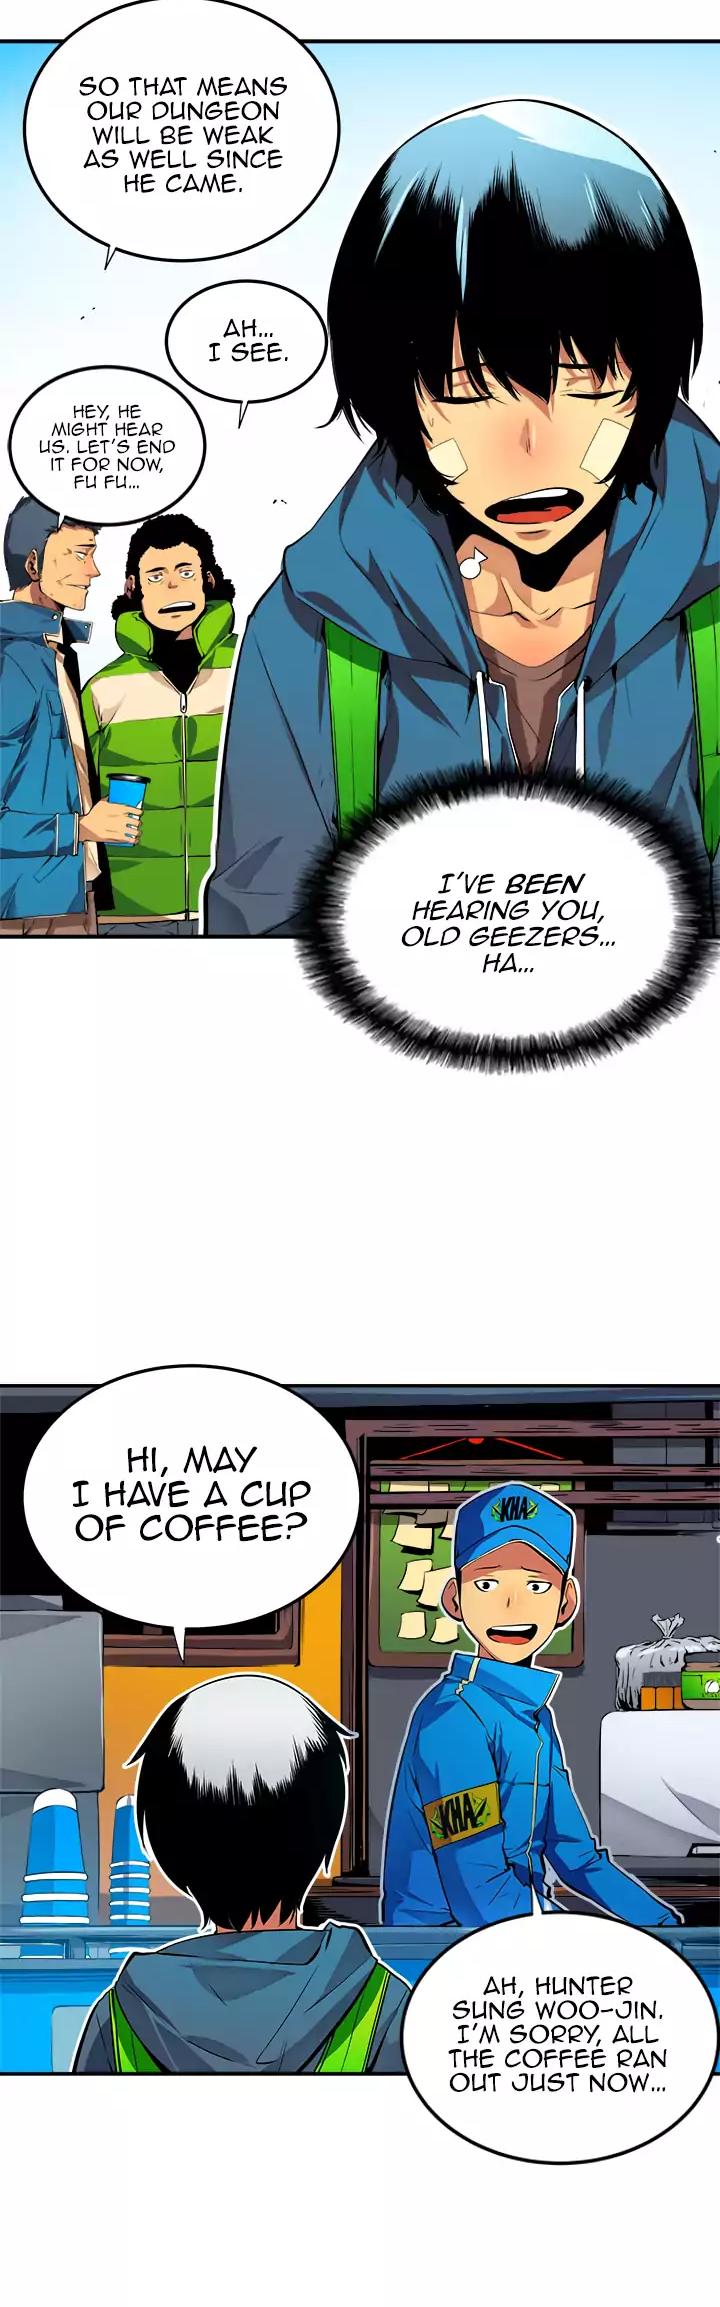 SO THAT MEANS
OUR DUNGEON
WILL BE WEAK
AS WELL SINCE
HE CAME.
AH...
I SEE.
HEY, HE
MIGHT HEAR
US. LET'S END
IT FOR NOW,
FU FU...
I'VE BEEN
HEARING YOU,
OLD GEEZERS...
HA...
HI, MAY
I HAVE A CUP
OF COFFEE?
KHA
KHA
AH, HUNTER
SUNG WOO-JIN.
I'M SORRY, ALL
THE COFFEE RAN
OUT JUST NOW...